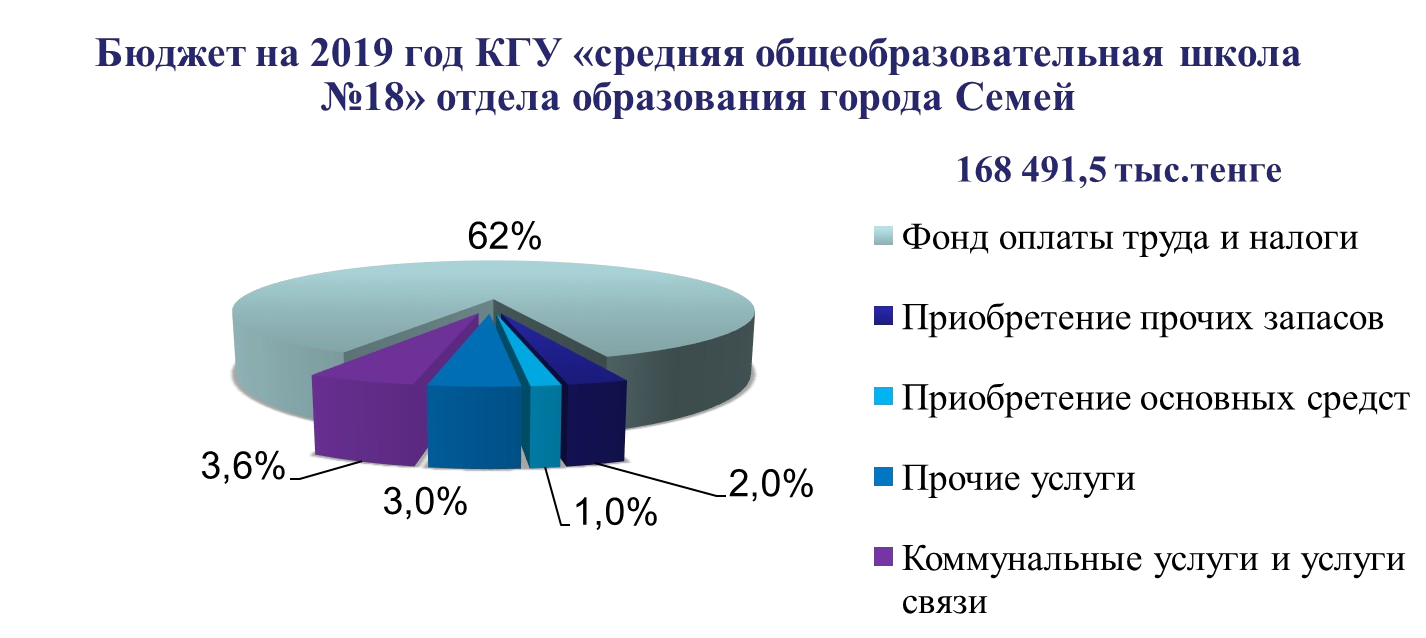 Бюджет на 2019 год КГУ «средняя общеобразовательная школа
№18» отдела образования города Семей
168 491,5 тыс.тенге
62%
3,6%
3,0%
1,0%
2,0%
Фонд оплаты труда и налоги
Приобретение прочих запасов
Приобретение основных средст
Прочие услуги
Коммунальные услуги и услуги
связи